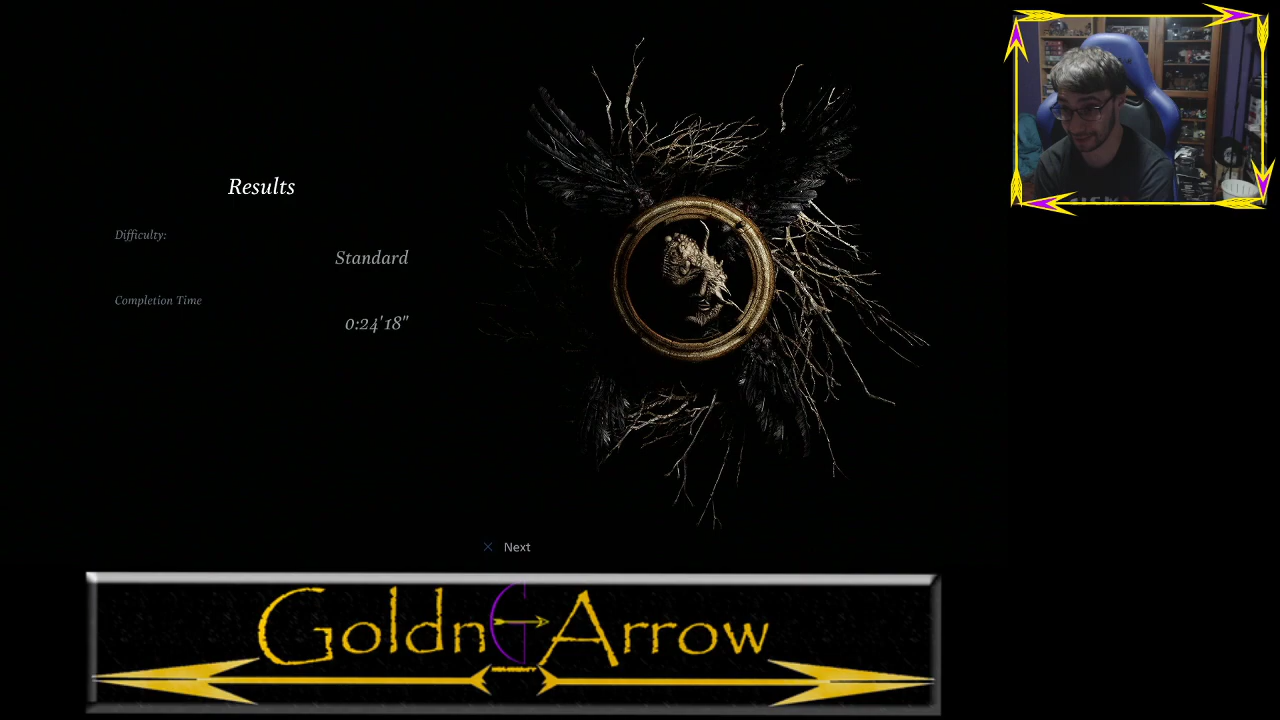 Results
Difficulty:
Standard
Completion Time
0:24'18"
Next
GoldnArrow